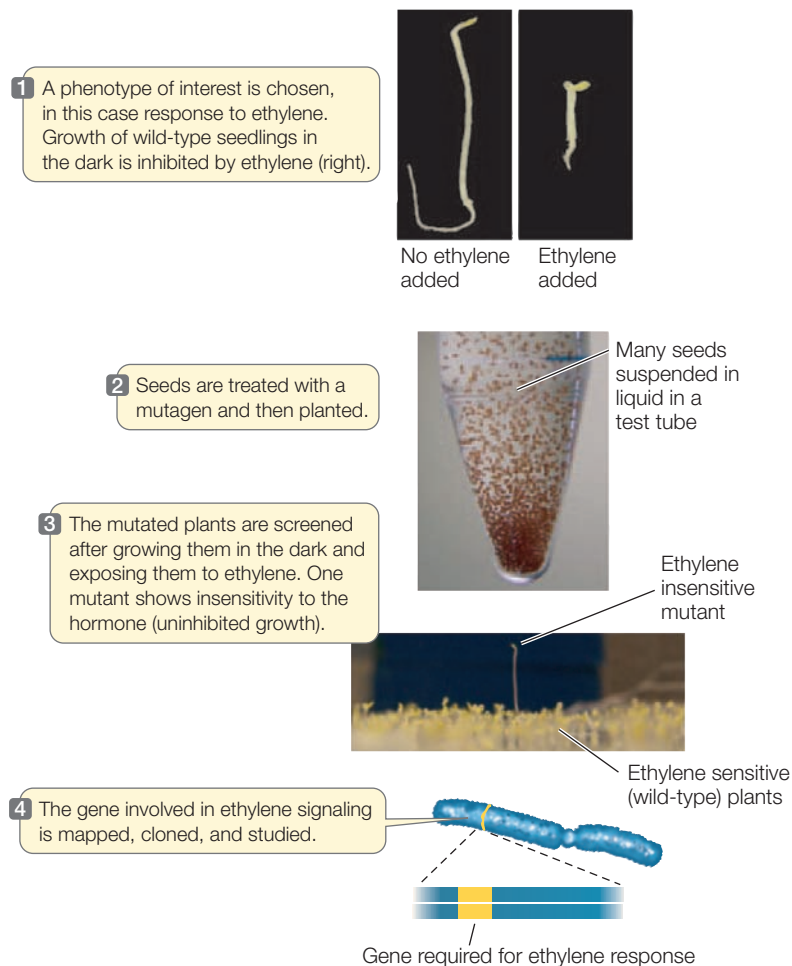 1 A phenotype of interest is chosen,
in this case response to ethylene.
Growth of wild-type seedlings in
the dark is inhibited by ethylene (right).
No ethylene
added
Ethylene
added
2 Seeds are treated with a
mutagen and then planted.
Many seeds
suspended in
liquid in a
test tube
3 The mutated plants are screened
after growing them in the dark and
exposing them to ethylene. One
mutant shows insensitivity to the
hormone (uninhibited growth).
Ethylene
insensitive
mutant
Ethylene sensitive
(wild-type) plants
4 The gene involved in ethylene signaling
is mapped, cloned, and studied.
Gene required for ethylene response